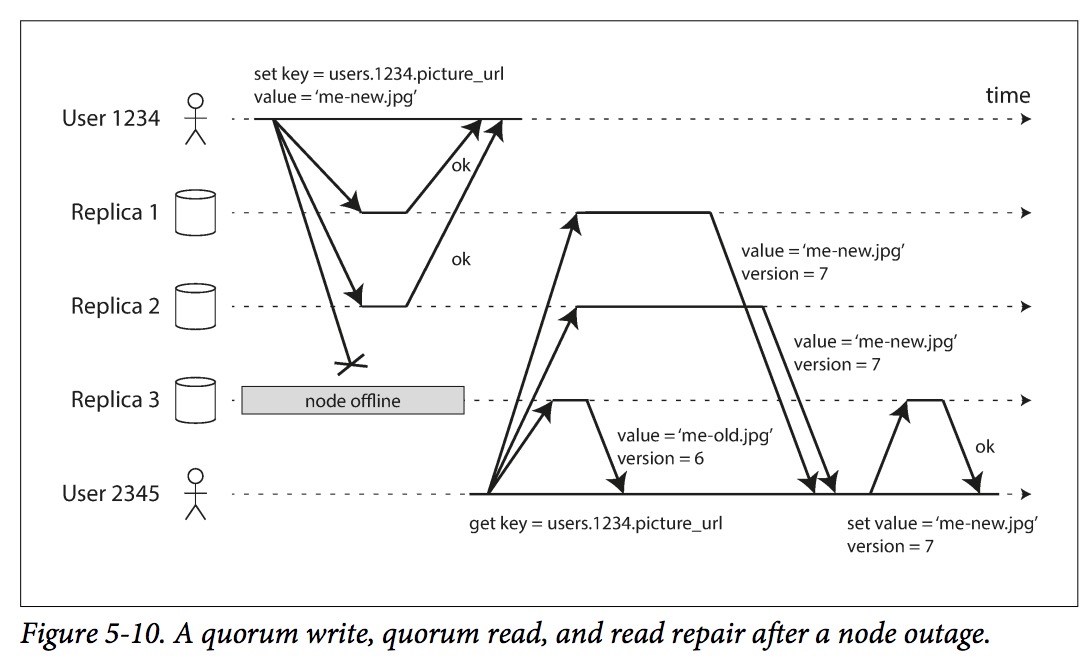 set key = users.1234.picture_url
value = ‘me-new.jpg’
time
User 1234
ok
Replica 1
ok
value = ‘me-new.jpg’
version = 7
Replica 2
value = ‘me-new.jpg’
version = 7
Replica 3
node offline
value = ‘me-old.jpg’
version = 6
ok
User 2345
get key = users.1234.picture_url
set value = ‘me-new.jpg’
version = 7
Figure 5-10. A quorum write, quorum read, and read repair after a node outage.